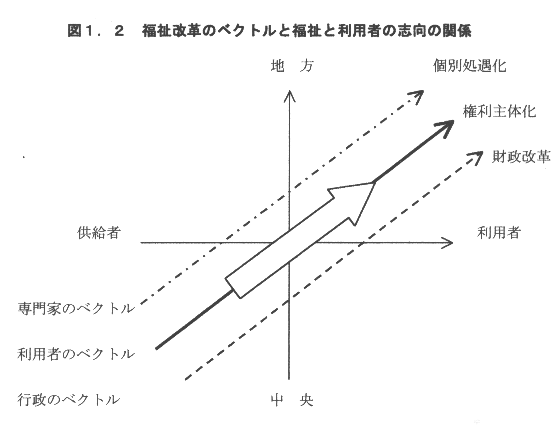 図1．2　福祉改革のベクトルと福祉と利用者の志向の関係
地　方
個別処遇化
権利主体化
財政改革
供給者
利用者
専門家のベクトル
利用者のベクトル
行政のベクトル
中　央